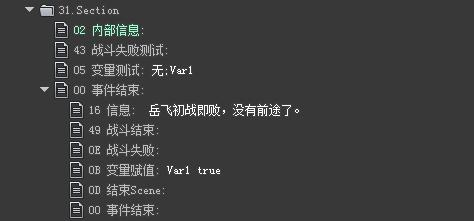 31.Section
02 内部信息:
43 战斗失败测试:
05 变量测试: 无;Var1
00 事件结束:
16 信息: 岳飞初战即败，没有前途了。
49 战斗结束:
0E 战斗失败:
0B 变量赋值: Var1 true
0D 结束Scene:
00 事件结束: